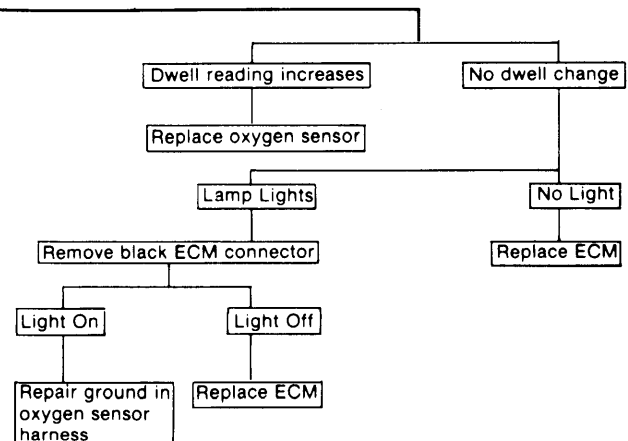 Dwell reading increases
No dwell change
Replace oxygen sensor
Lamp Lights
No Light
Remove black ECM connector
Replace ECM
Light On
Light Off
Repair ground in
oxygen sensor
harness
Replace ECM